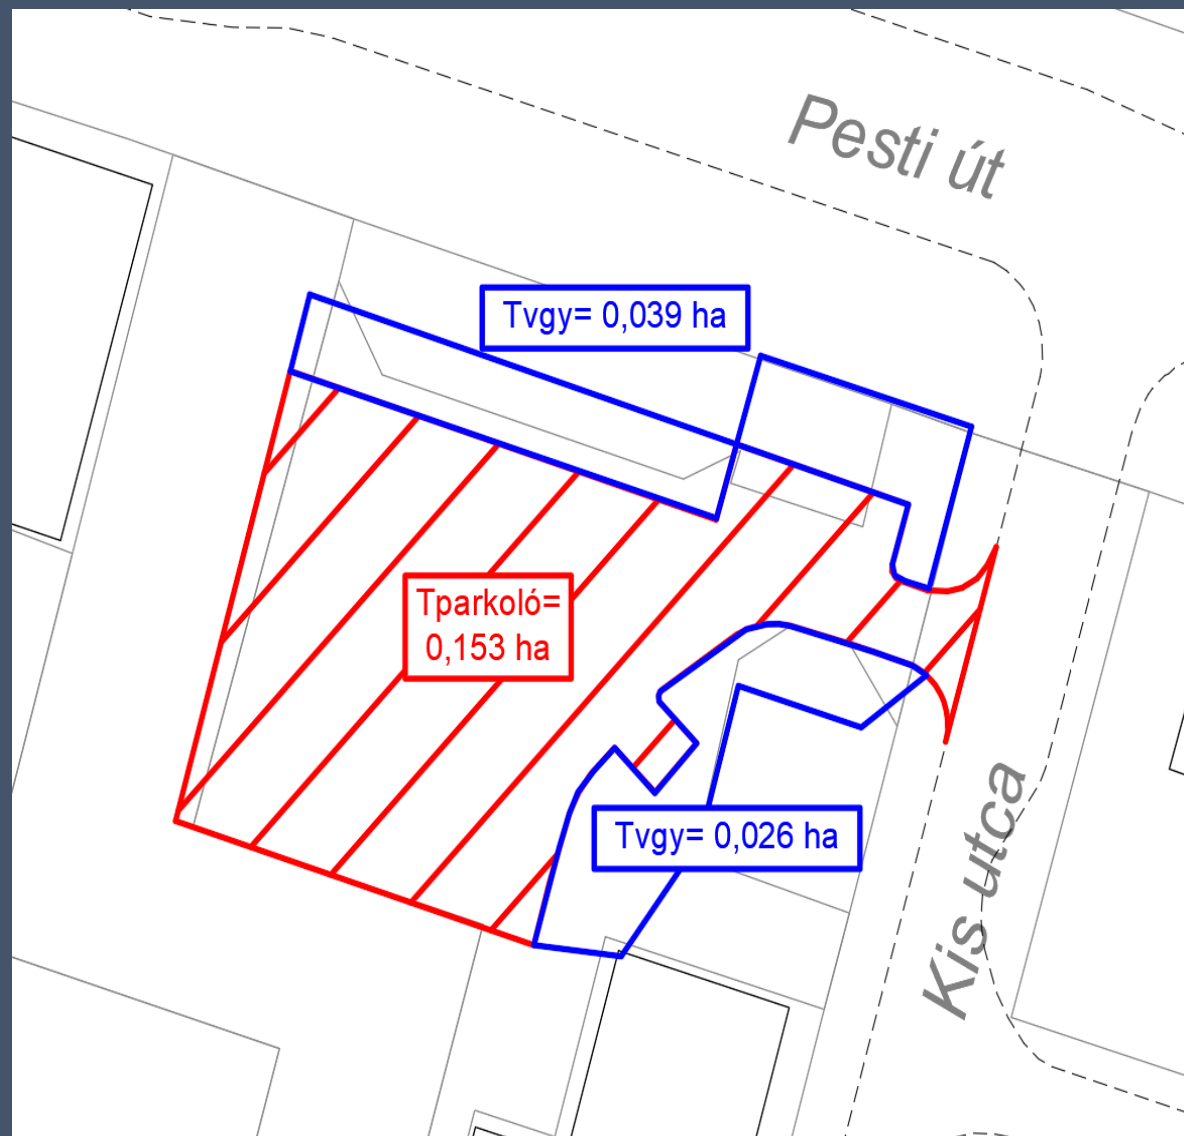 Pesti út
Tvgy= 0,039 ha
Tparkoló=
0,153 ha
Tvgy= 0,026 ha
Kis utca